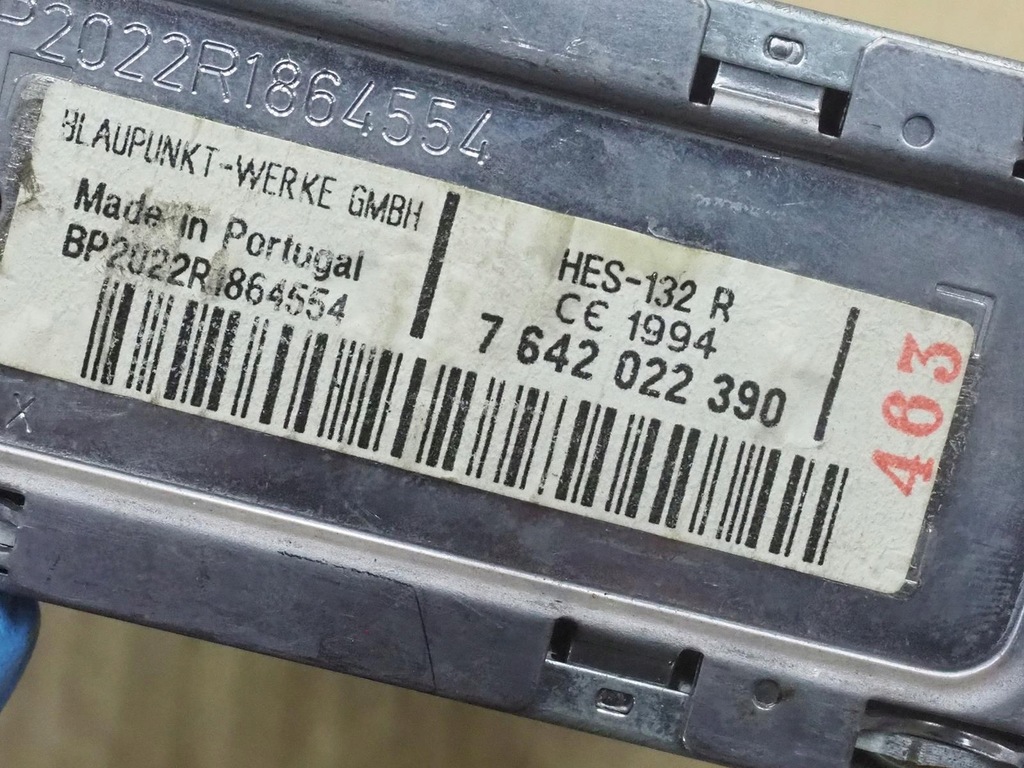 P2022R1864554
BLAUPUNKT-WERKE GMBH
Made in Portugal
BP2022R1864554
HES-132 R
CE 1994
7 642 022 390
463
X